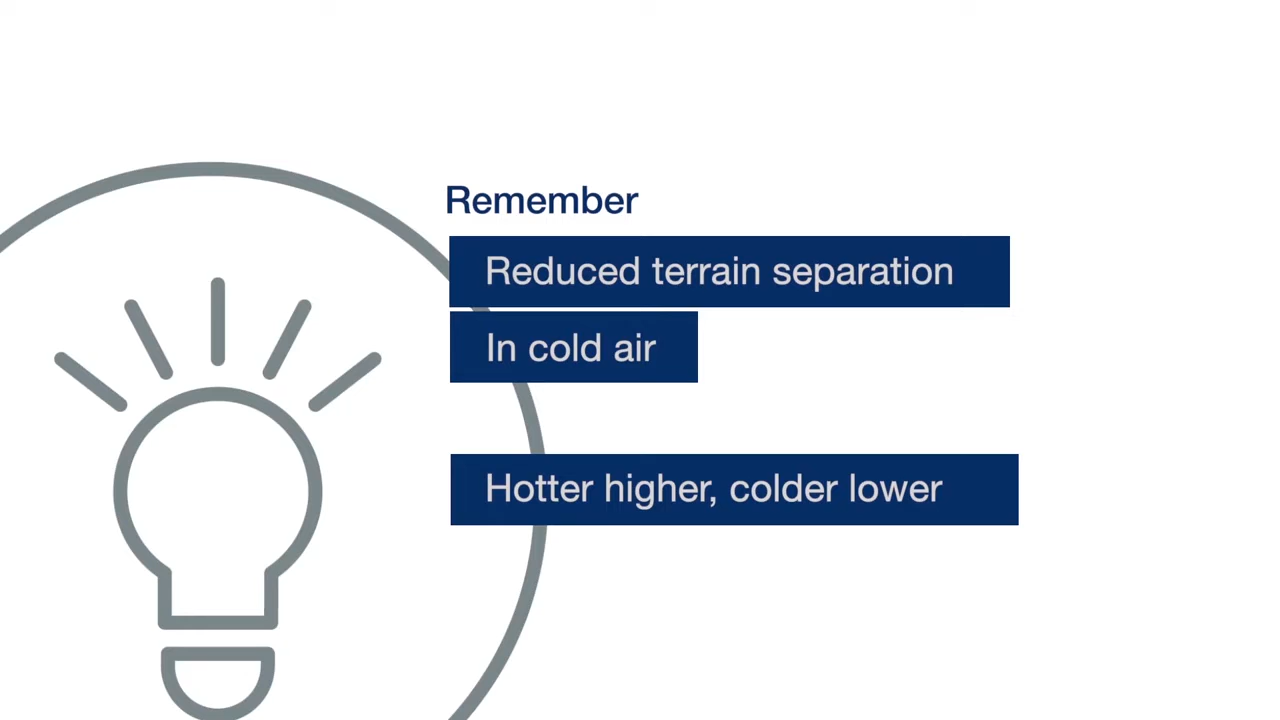 Remember
Reduced terrain separation
In cold air
Hotter higher, colder lower